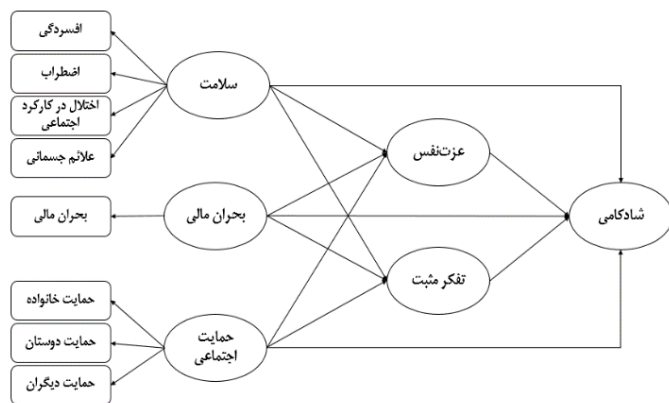 افسردگی
اضطراب
اختلال در کارکرد
اجتماعی
علائم جسمانی
سلامت
عزت‌نفس
بحران مالی
بحران مالی
شادکامی
تفکر مثبت
حمایت خانواده
حمایت دوستان
حمایت دیگران
حمایت
اجتماعی